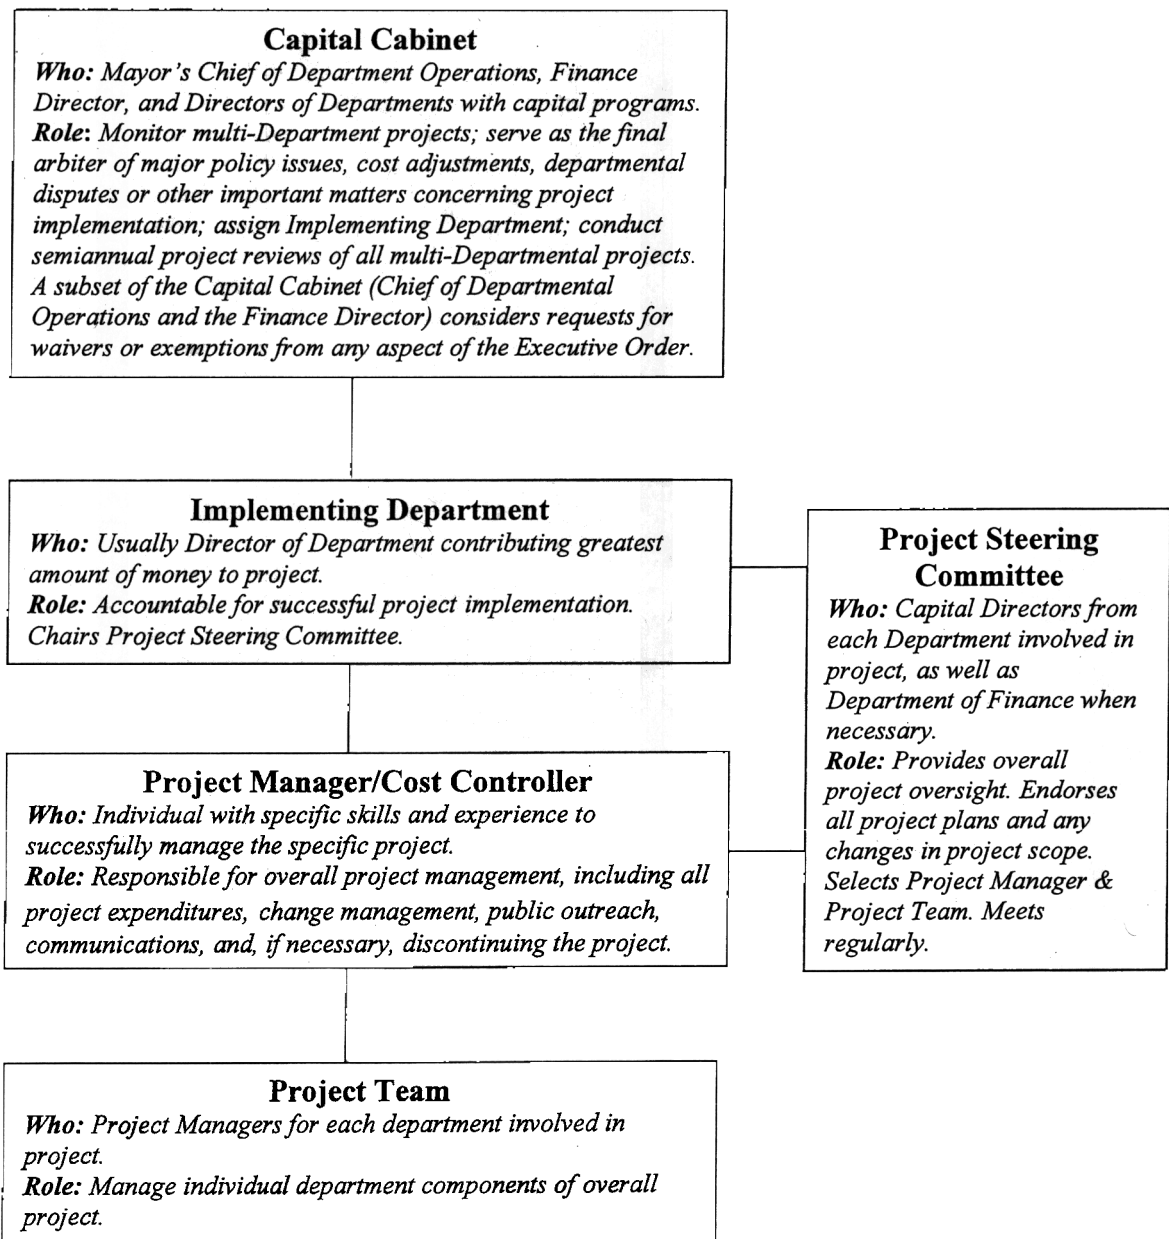 Capital Cabinet
Who: Mayor's Chief of Department Operations, Finance
Director, and Directors of Departments with capital programs.
Role: Monitor multi-Department projects; serve as the final
arbiter of major policy issues, cost adjustments, departmental
disputes or other important matters concerning project
implementation; assign Implementing Department; conduct
semiannual project reviews of all multi-Departmental projects.
A subset of the Capital Cabinet (Chief of Departmental
Operations and the Finance Director) considers requests for
waivers or exemptions from any aspect of the Executive Order.
Implementing Department
Who: Usually Director of Department contributing greatest
amount of money to project.
Role: Accountable for successful project implementation.
Chairs Project Steering Committee.
Project Steering
Committee
Who: Capital Directors from
each Department involved in
project, as well as
Department of Finance when
necessary.
Role: Provides overall
project oversight. Endorses
all project plans and any
changes in project scope.
Selects Project Manager &
Project Team. Meets
regularly.
Project Manager/Cost Controller
Who: Individual with specific skills and experience to
successfully manage the specific project.
Role: Responsible for overall project management, including all
project expenditures, change management, public outreach,
communications, and, if necessary, discontinuing the project.
Project Team
Who: Project Managers for each department involved in
project.
Role: Manage individual department components of overall
project.